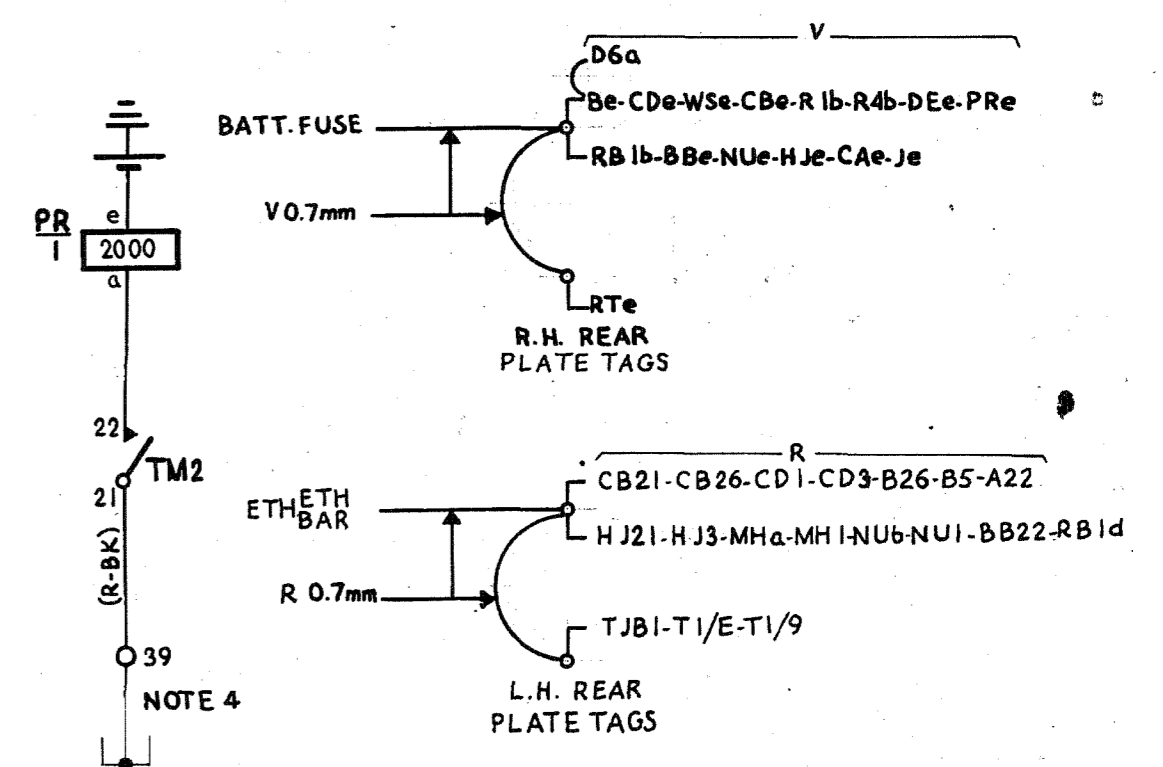 V
D6a
Be-CDe-WSe-CBe-R1b-R4b-DEe-PRe
BATT. FUSE
RB1b-BBe-NUe-HJe-CAe-Je
V 0.7mm
PR
1
e
2000
a
RTe
R.H. REAR
PLATE TAGS
22
TM2
21
(R-BK)
39
NOTE 4
R
CB21-CB26-CD1-CD3-B26-B5-A22
ETH ETH
BAR
HJ21-HJ3-MHa-MH1-NUb-NU1-BB22-RB1d
R 0.7mm
TJB1-T1/E-T1/9
L.H. REAR
PLATE TAGS